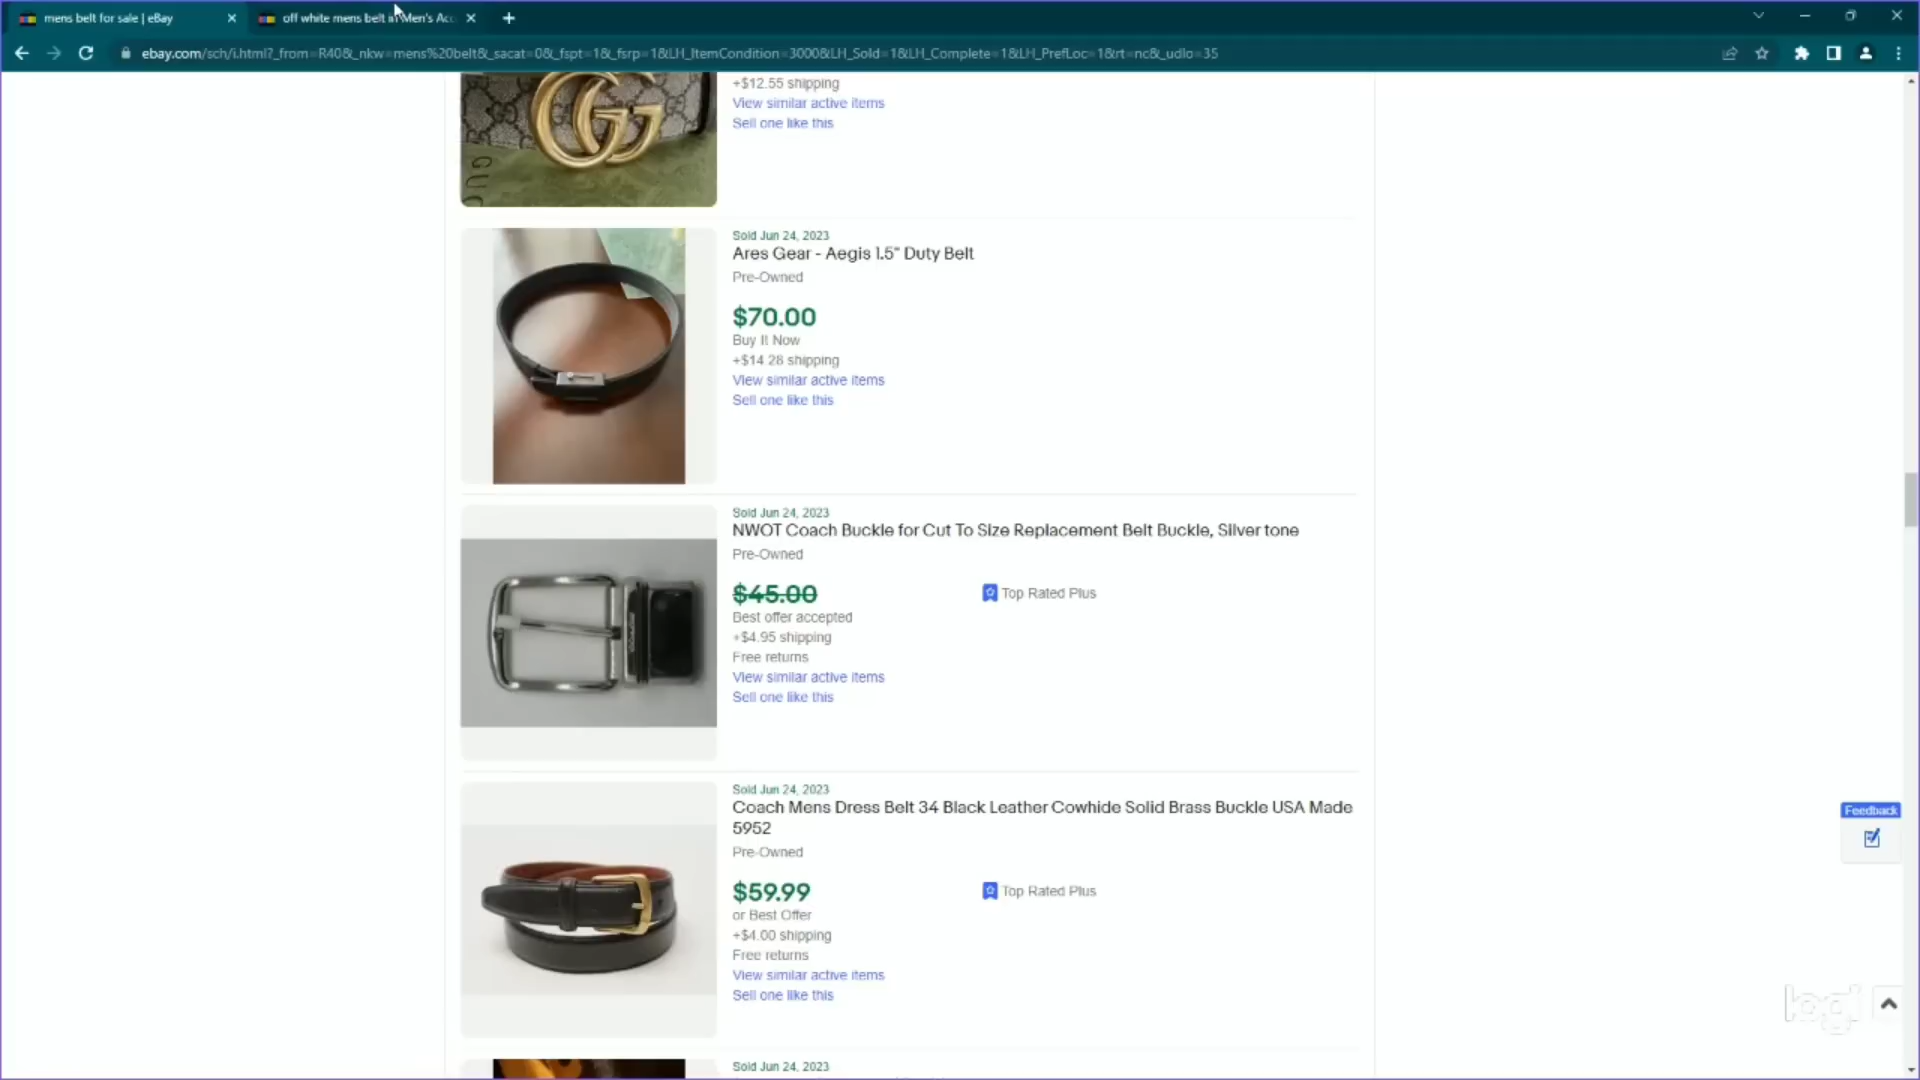 mens belt for sale | eBay
off white mens belt in Men's Acc
ebay.com/sch/i.html?_from=R40&_nkw=mens%20belt&_sacat=0&_fspt=1&_fsrp=1&LH_ItemCondition=3000&LH_Sold=1&LH_Complete=1&LH_PrefLoc=1&rt=nc&_udlo=35
+$12.55 shipping
View similar active items
Sell one like this
GUC
Sold Jun 24, 2023
Ares Gear - Aegis 1.5" Duty Belt
Pre-Owned
$70.00
Buy It Now
+$14.28 shipping
View similar active items
Sell one like this
Sold Jun 24, 2023
NWOT Coach Buckle for Cut To Size Replacement Belt Buckle, Silver tone
Pre-Owned
$45.00
Top Rated Plus
Best offer accepted
+$4.95 shipping
Free returns
View similar active items
Sell one like this
Sold Jun 24, 2023
Coach Mens Dress Belt 34 Black Leather Cowhide Solid Brass Buckle USA Made
5952
Pre-Owned
$59.99
Top Rated Plus
or Best Offer
+$4.00 shipping
Free returns
View similar active items
Sell one like this
Feedback
logi
Sold Jun 24, 2023